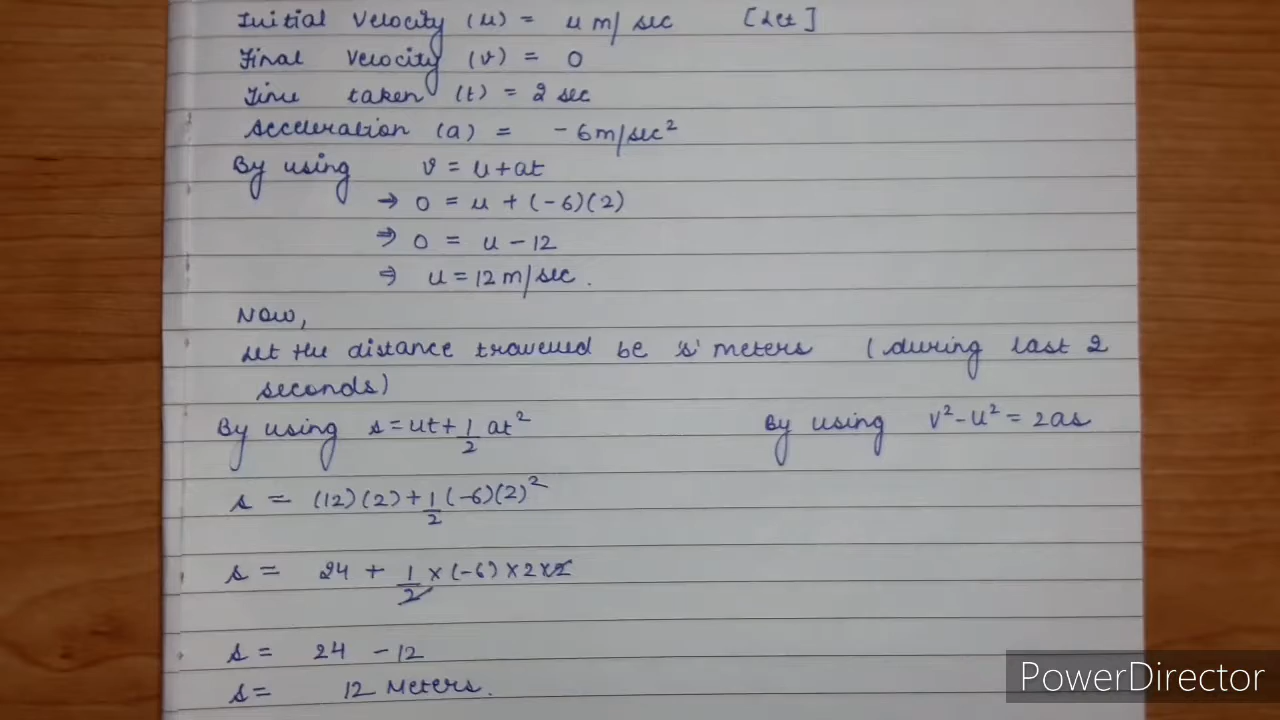 Initial Velocity (u) = u m/sec [Let]
Final Velocity (v) = 0
Time taken (t) = 2 sec
Acceleration (a) = -6m/sec²
By using v = u+at
→ 0 = u + (-6)(2)
⇒ 0 = u - 12
⇒ u = 12 m/sec.
Now,
Let the distance travelled be 's' meters (during last 2
seconds)
By using s = ut + 1/2 at² By using v² - u² = 2as
s = (12)(2) + 1/2 (-6)(2)²
s = 24 + 1/2 × (-6) × 2 × 2
s = 24 - 12
s = 12 Meters.
PowerDirector